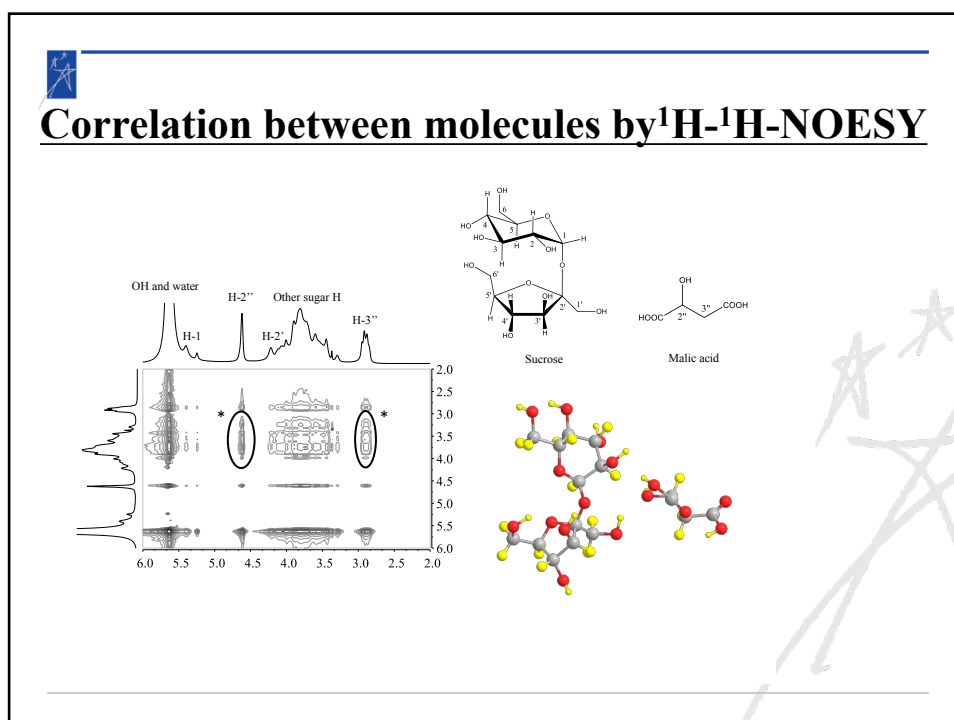 Correlation between molecules by¹H-¹H-NOESY
OH and water
H-1
H-2’’
H-2’
Other sugar H
H-3’’
2.0
3.0
3.5
4.0
4.5
5.0
5.5
6.0
6.0 5.5 5.0 4.5 4.0 3.5 3.0 2.5 2.0
*
*
OH
H
6
O
4
H
1
HO
5
2
H
HO
3
H
OH
H
O
HO
6'
O
5'
H
OH
2'
1'
OH
4'
H
3'
HO
H
Sucrose
OH
3"
COOH
HOOC
2"
Malic acid